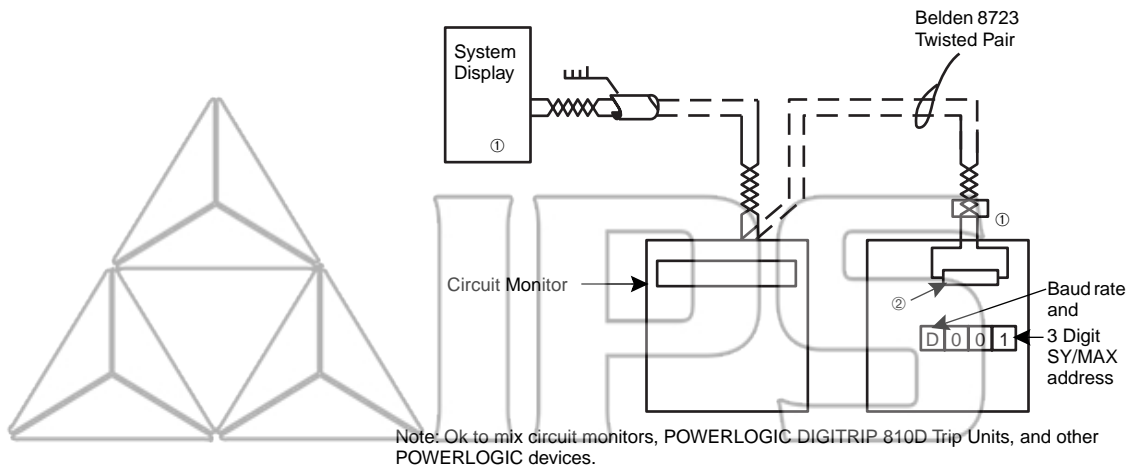 Belden 8723
Twisted Pair
System
Display
①
①
Circuit Monitor
②
Baud rate
and
D 0 0 1
3 Digit
SY/MAX
address
IPS
Note: Ok to mix circuit monitors, POWERLOGIC DIGITRIP 810D Trip Units, and other
POWERLOGIC devices.